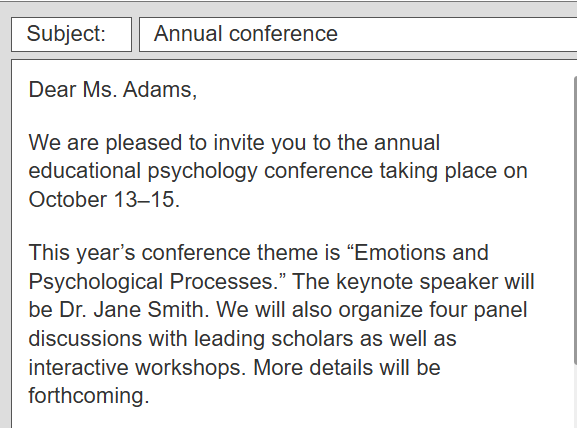 Subject: Annual conference
Dear Ms. Adams,
We are pleased to invite you to the annual
educational psychology conference taking place on
October 13–15.
This year’s conference theme is “Emotions and
Psychological Processes.” The keynote speaker will
be Dr. Jane Smith. We will also organize four panel
discussions with leading scholars as well as
interactive workshops. More details will be
forthcoming.